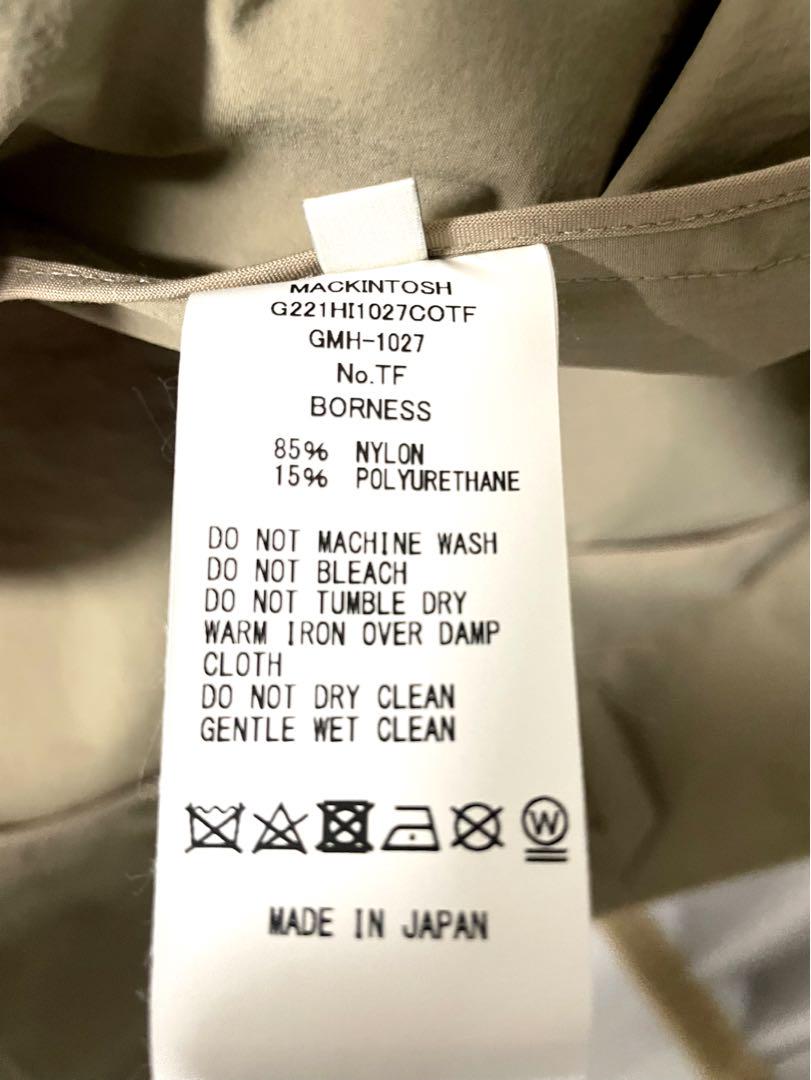 MACKINTOSH
G221HI1027COTF
GMH-1027
No.TF
BORNESS
85% NYLON
15% POLYURETHANE
DO NOT MACHINE WASH
DO NOT BLEACH
DO NOT TUMBLE DRY
WARM IRON OVER DAMP
CLOTH
DO NOT DRY CLEAN
GENTLE WET CLEAN
W
MADE IN JAPAN